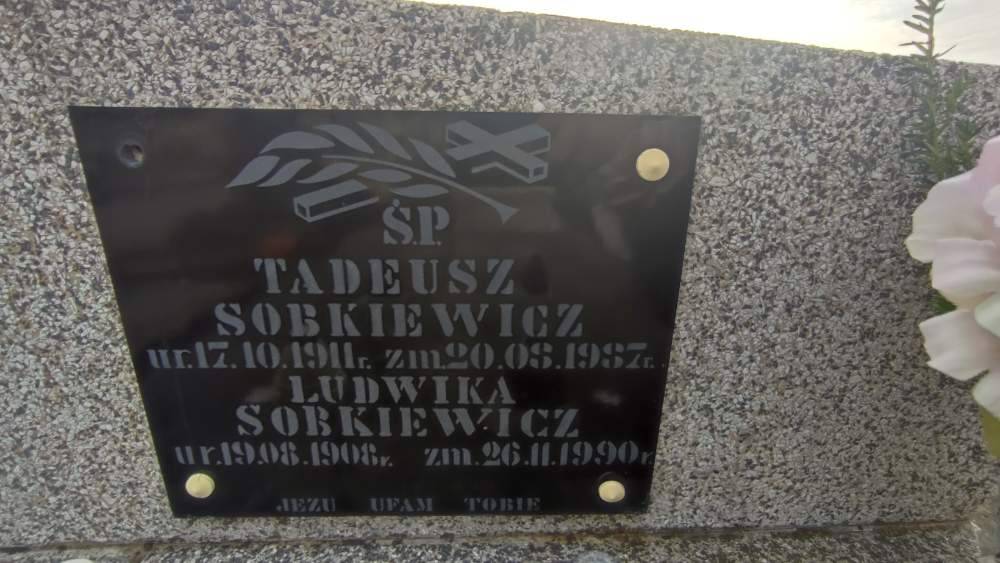 Ś.P.
TADEUSZ
SOBKIEWICZ
ur.17.10.1911r. zm.20.08.1987r.
LUDWIKA
SOBKIEWICZ
ur.19.08.1908r. zm.26.11.1990r
JEZU UFAM TOBIE